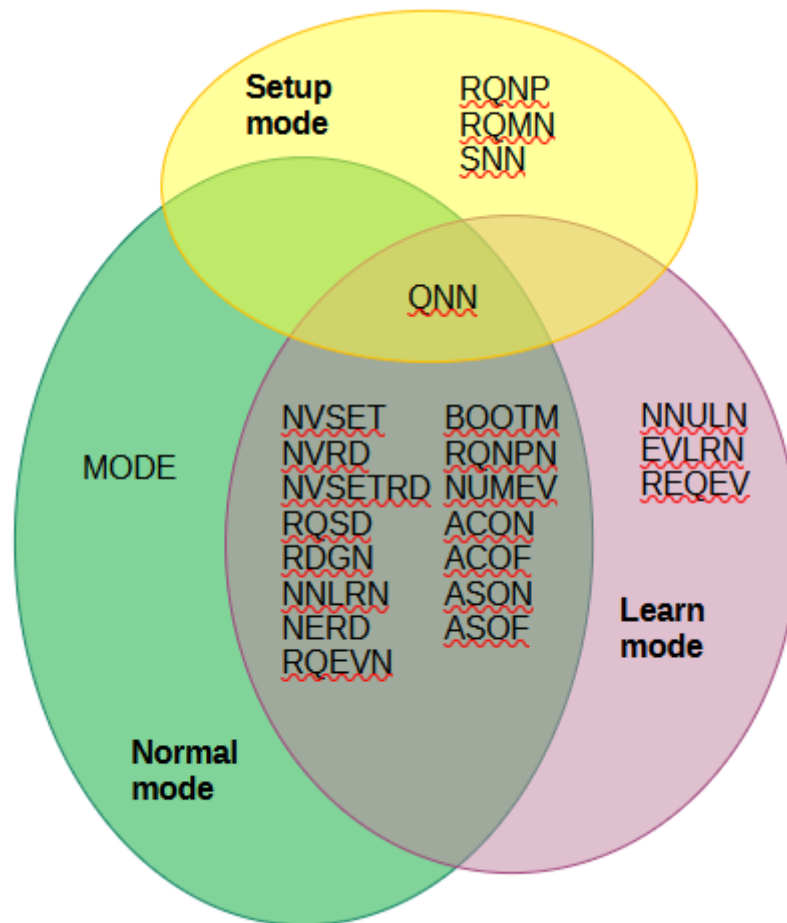 Setup
mode
RQNP
RQMN
SNN
QNN
MODE
NVSET
NVRD
NVSETRD
RQSD
RDGN
NNLRN
NERD
RQEVN
BOOTM
RQNPN
NUMEV
ACON
ACOF
ASON
ASOF
NNULN
EVLRN
REQEV
Learn
mode
Normal
mode